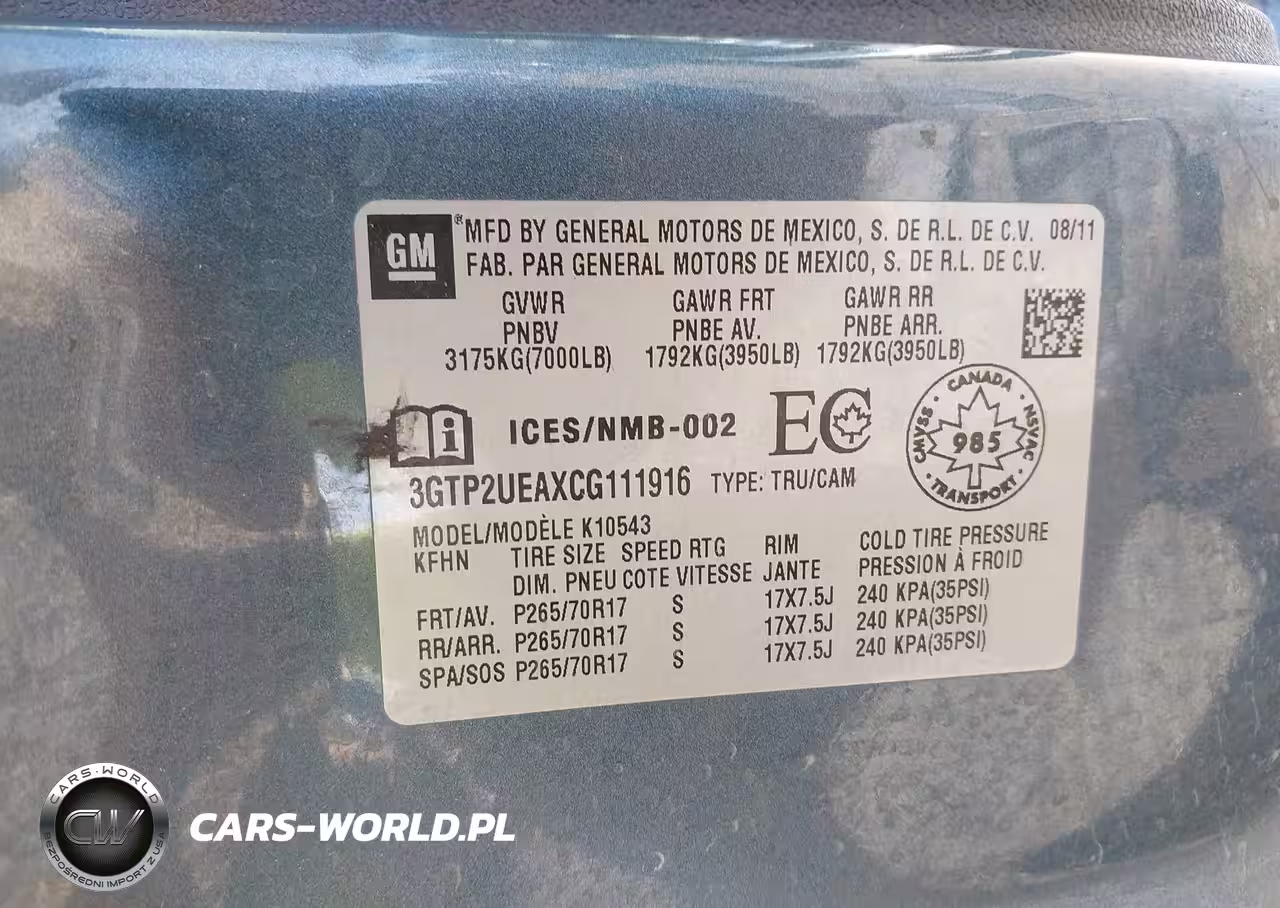 GM® MFD BY GENERAL MOTORS DE MEXICO, S. DE R.L. DE C.V. 08/11
FAB. PAR GENERAL MOTORS DE MEXICO, S. DE R.L. DE C.V.
GVWR GAWR FRT GAWR RR
PNBV PNBE AV. PNBE ARR.
3175KG(7000LB) 1792KG(3950LB) 1792KG(3950LB)
i ICES/NMB-002 EC CANADA CMVSS 985 NSVAC TRANSPORT
3GTP2UEAXCG111916 TYPE: TRU/CAM
MODEL/MODÈLE K10543
KFHN TIRE SIZE SPEED RTG RIM COLD TIRE PRESSURE
DIM. PNEU COTE VITESSE JANTE PRESSION À FROID
FRT/AV. P265/70R17 S 17X7.5J 240 KPA(35PSI)
RR/ARR. P265/70R17 S 17X7.5J 240 KPA(35PSI)
SPA/SOS P265/70R17 S 17X7.5J 240 KPA(35PSI)
CARS-WORLD
CW
BEZPOŚREDNI IMPORT Z USA
CARS-WORLD.PL